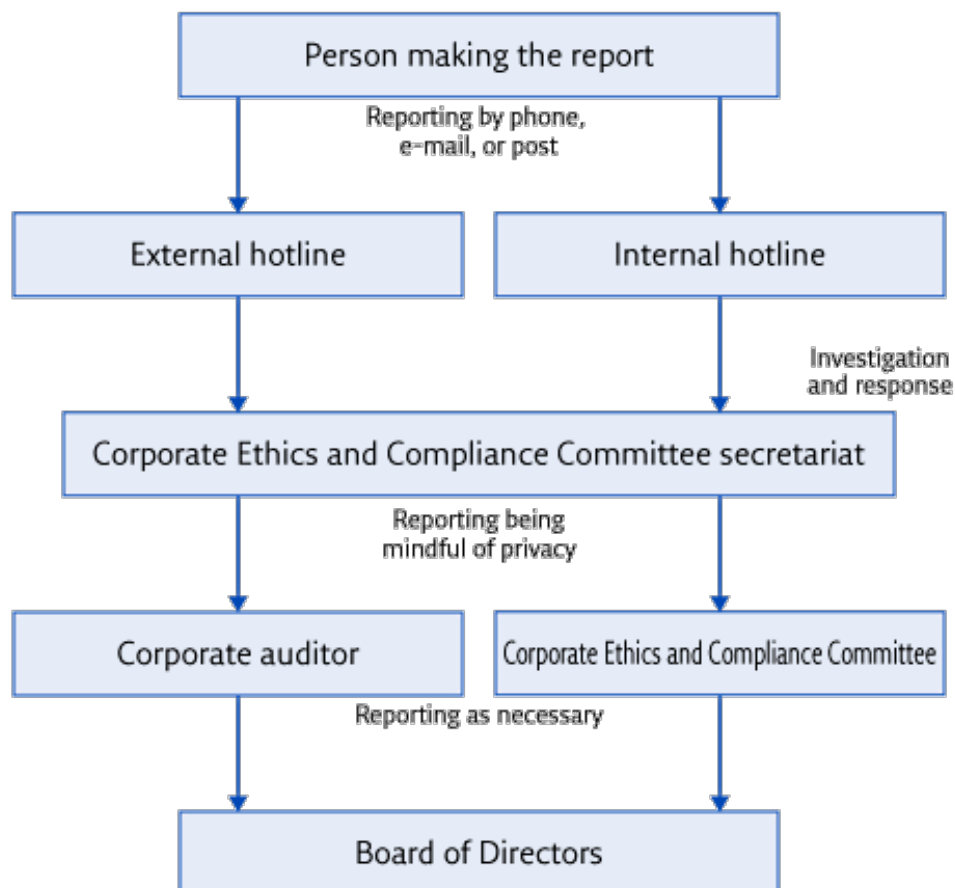 Person making the report
Reporting by phone,
e-mail, or post
External hotline
Internal hotline
Investigation
and response
Corporate Ethics and Compliance Committee secretariat
Reporting being
mindful of privacy
Corporate auditor
Corporate Ethics and Compliance Committee
Reporting as necessary
Board of Directors